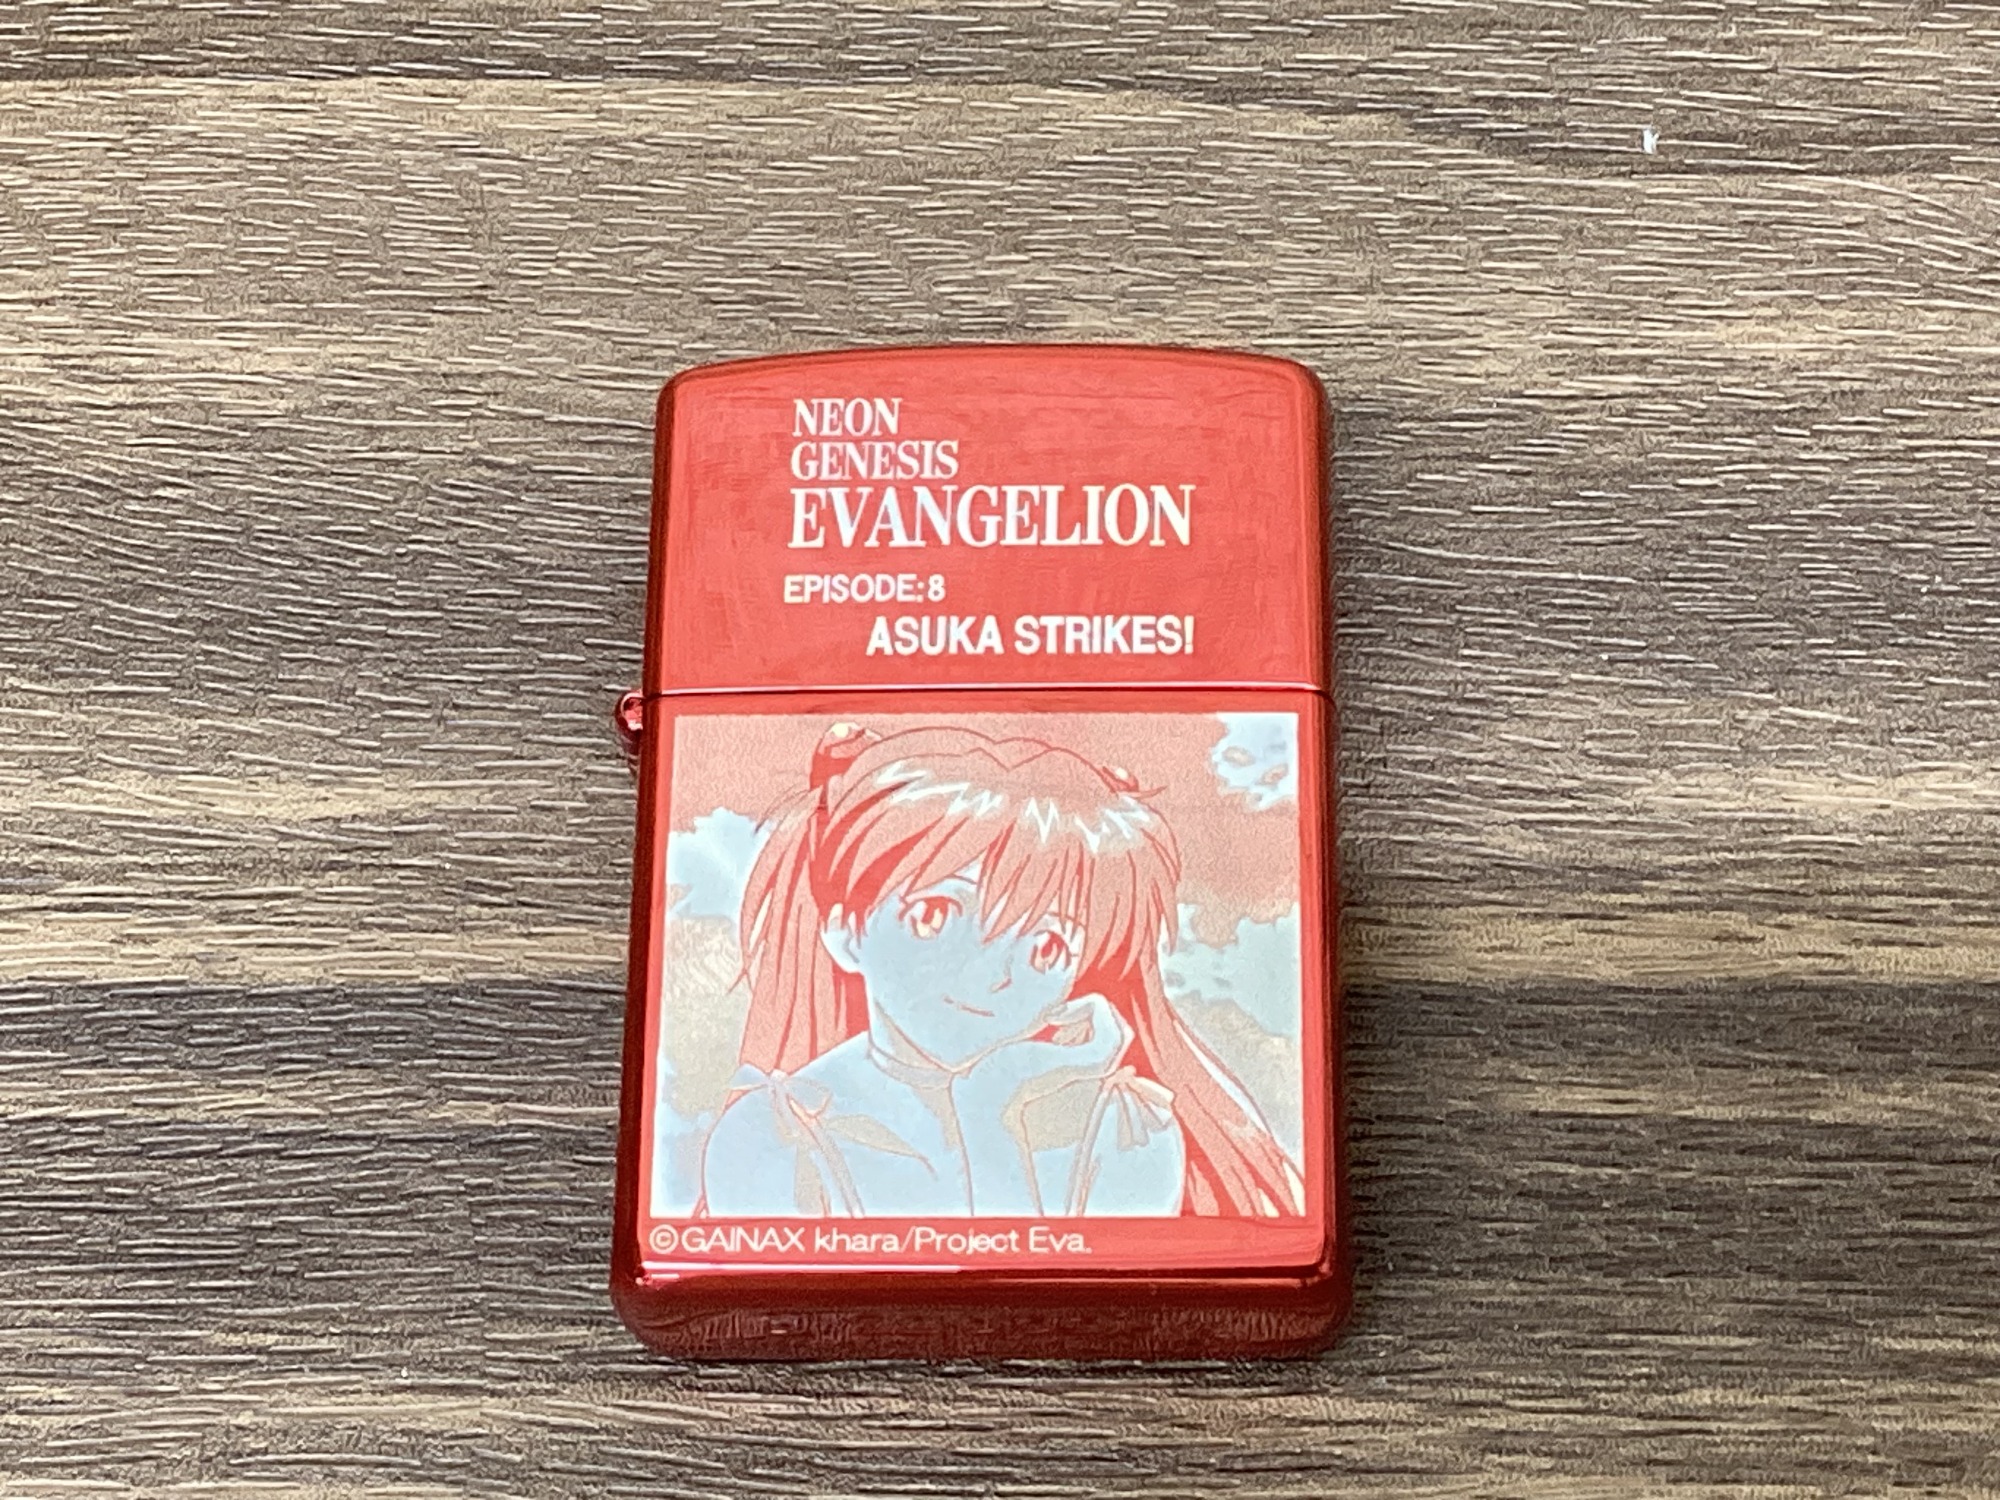 NEON
GENESIS
EVANGELION
EPISODE:8
ASUKA STRIKES!
©GAINAX khara/Project Eva.